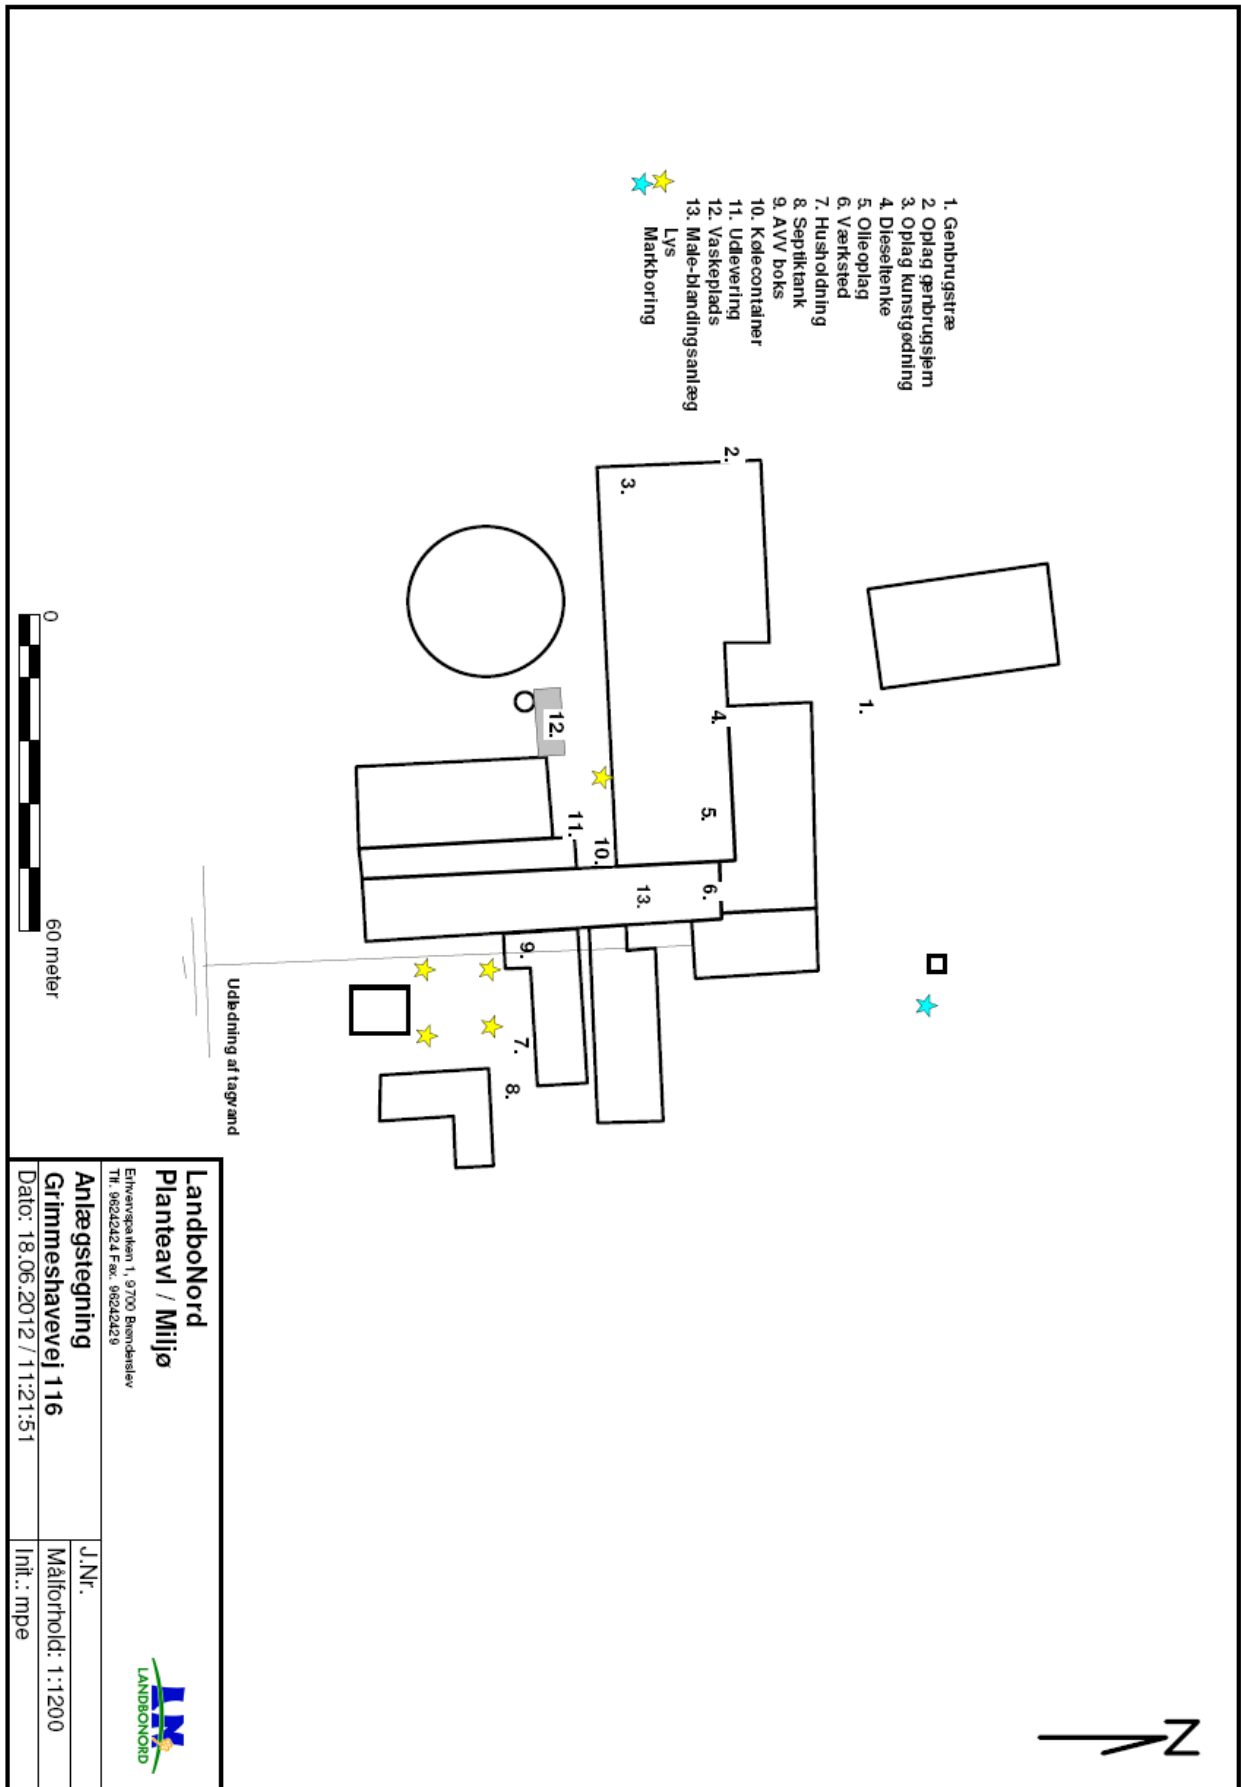 1. Genbrugstræ
2. Oplag genbrugsjern
3. Oplag kunstgødning
4. Dieseltenke
5. Olieoplag
6. Værksted
7. Husholdning
8. Septiktank
9. AVV boks
10. Kølecontainer
11. Udlevering
12. Vaskeplads
13. Male-blandingsanlæg
Lys
Markboring
2.
3.
1.
4.
12.
5.
11.
10.
6.
13.
9.
7.
8.
0
60 meter
Udledning af tagvand
N
LandboNord
Planteavl / Miljø
Erhvervsparken 1, 9700 Brønderslev
Tlf. 96242424 Fax. 96242429
LN
LANDBONORD
Anlægstegning
J.Nr.
Grimmeshavevej 116
Målforhold: 1:1200
Dato: 18.06.2012 / 11:21:51
Init.: mpe